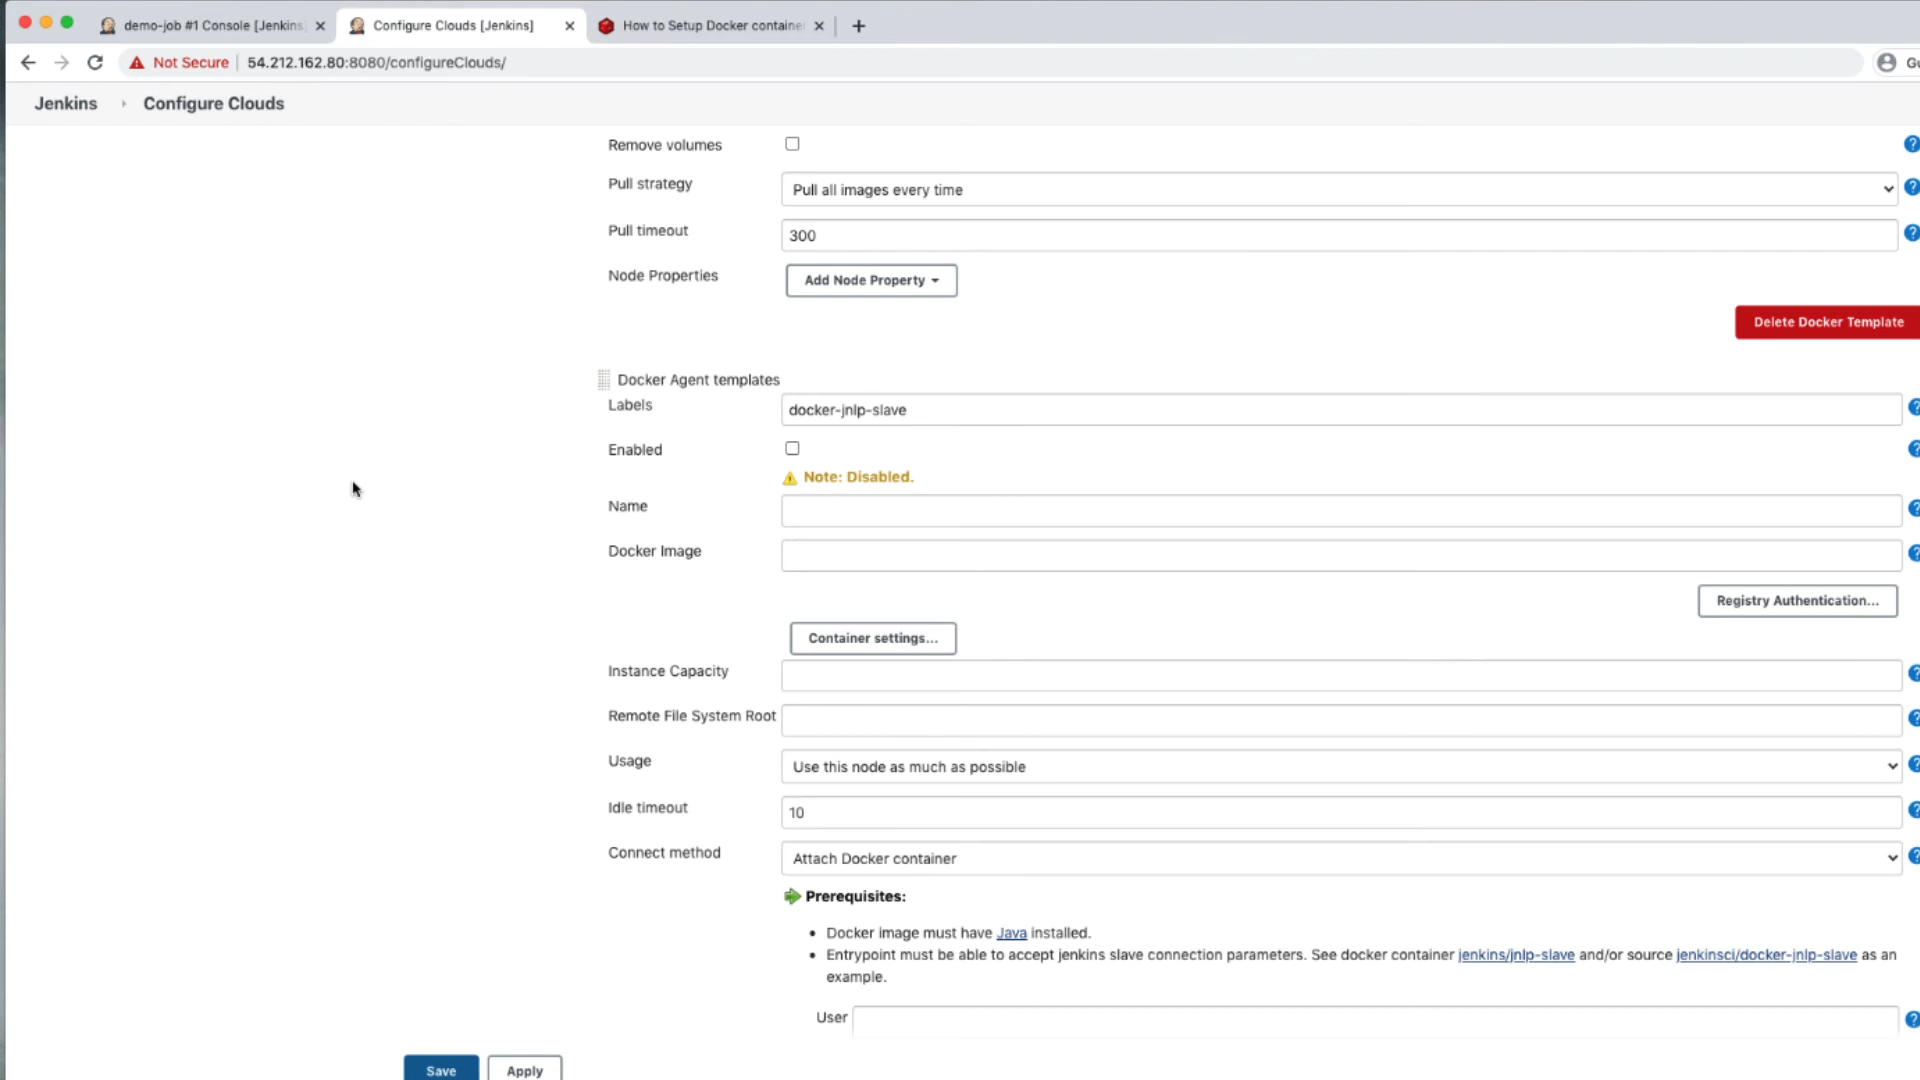 demo-job #1 Console [Jenkins
Configure Clouds [Jenkins]
How to Setup Docker container
Not Secure
54.212.162.80:8080/configureClouds/
Jenkins
Configure Clouds
Remove volumes
Pull strategy
Pull all images every time
Pull timeout
300
Node Properties
Add Node Property
Delete Docker Template
Docker Agent templates
Labels
docker-jnlp-slave
Enabled
Note: Disabled.
Name
Docker Image
Registry Authentication...
Container settings...
Instance Capacity
Remote File System Root
Usage
Use this node as much as possible
Idle timeout
10
Connect method
Attach Docker container
Prerequisites:
• Docker image must have Java installed.
• Entrypoint must be able to accept jenkins slave connection parameters. See docker container jenkins/jnlp-slave and/or source jenkinsci/docker-jnlp-slave as an
example.
User
Save
Apply